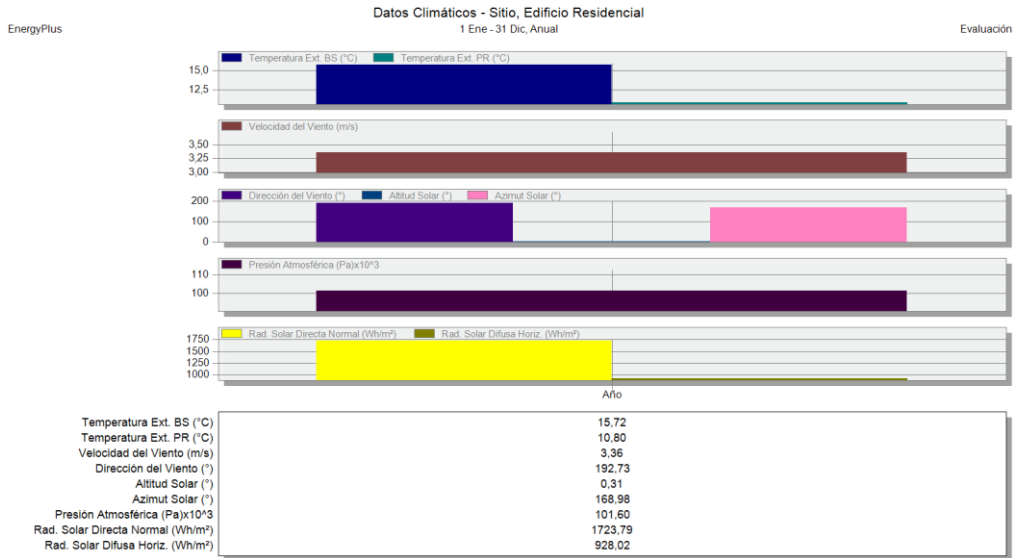 Datos Climáticos - Sitio, Edificio Residencial
EnergyPlus 1 Ene - 31 Dic, Anual Evaluación
Temperatura Ext. BS (°C) Temperatura Ext. PR (°C)
15,0
12,5
Velocidad del Viento (m/s)
3,50
3,25
3,00
Dirección del Viento (°) Altitud Solar (°) Azimut Solar (°)
200
100
0
Presión Atmosférica (Pa)x10^3
110
100
Rad. Solar Directa Normal (Wh/m²) Rad. Solar Difusa Horiz. (Wh/m²)
1750
1500
1250
1000
Año
Temperatura Ext. BS (°C) 15,72
Temperatura Ext. PR (°C) 10,80
Velocidad del Viento (m/s) 3,36
Dirección del Viento (°) 192,73
Altitud Solar (°) 0,31
Azimut Solar (°) 168,98
Presión Atmosférica (Pa)x10^3 101,60
Rad. Solar Directa Normal (Wh/m²) 1723,79
Rad. Solar Difusa Horiz. (Wh/m²) 928,02